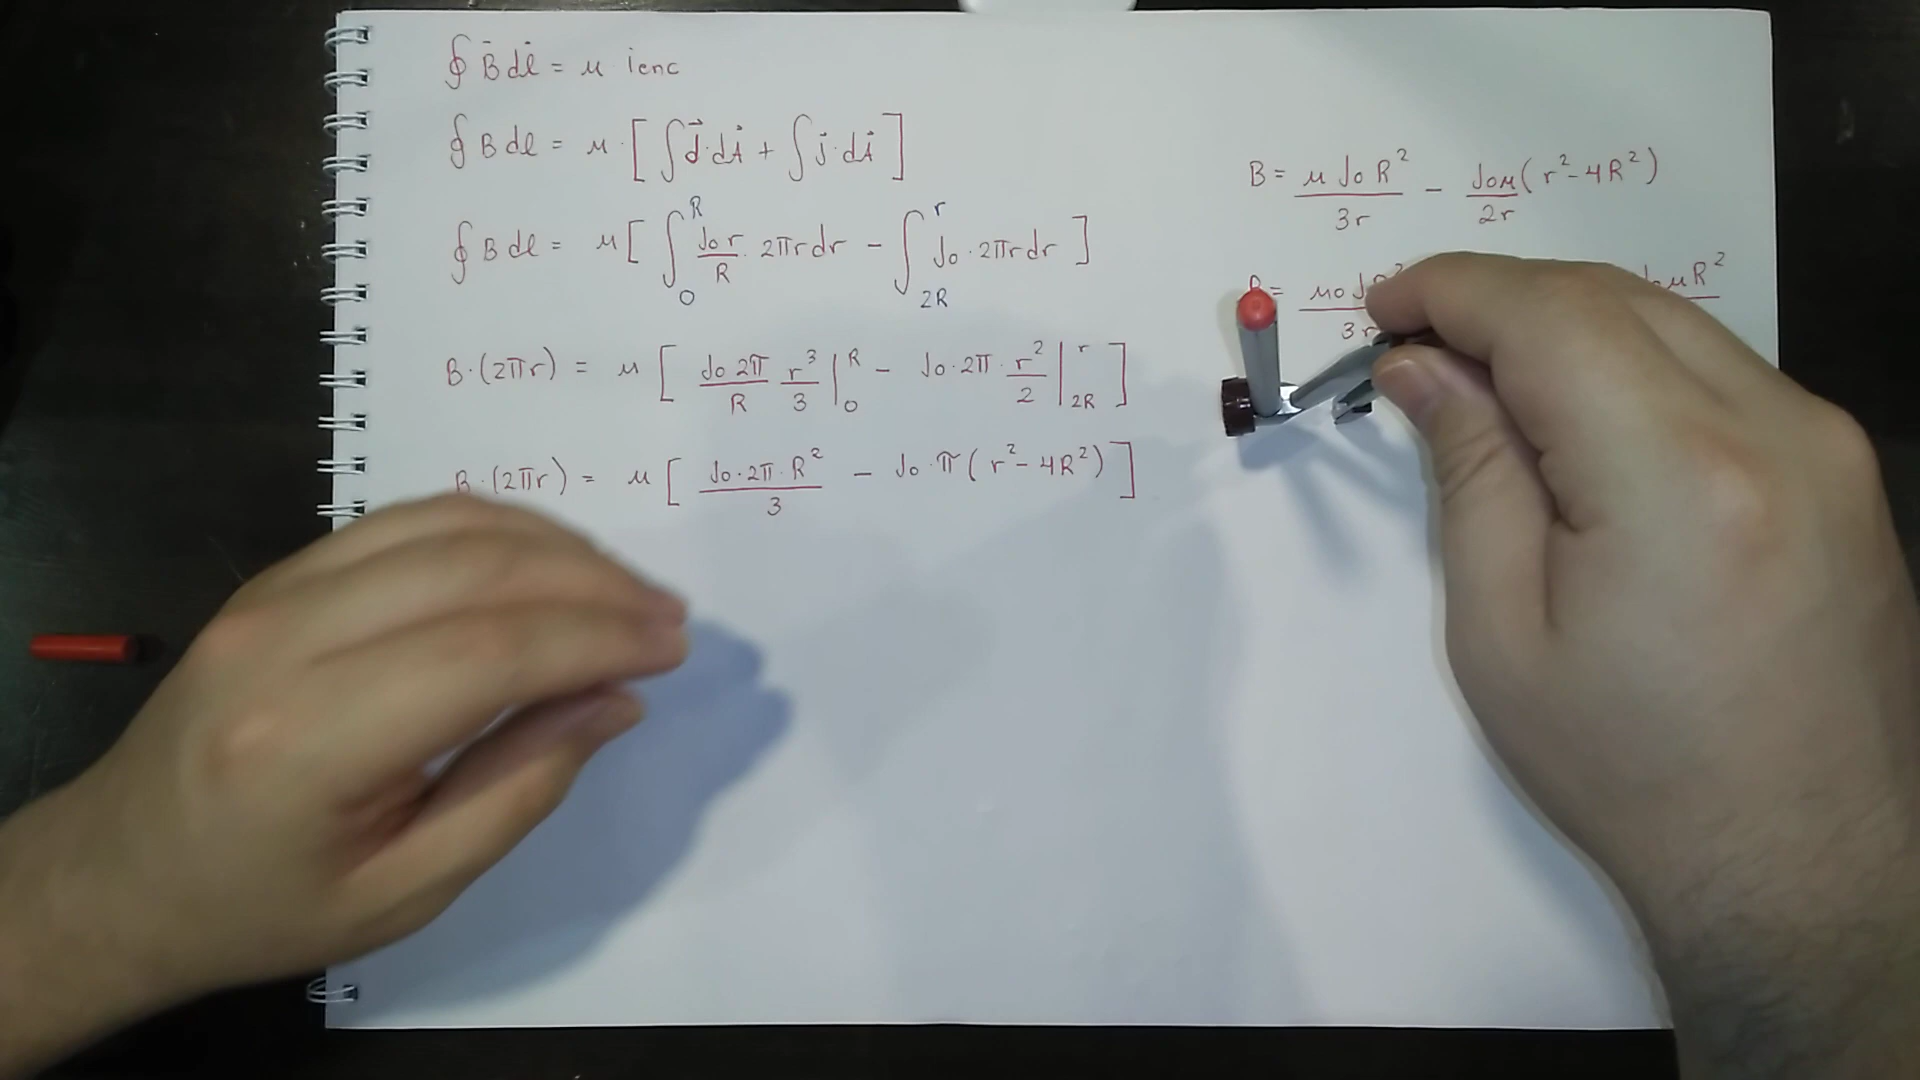 ∮ B⃗ dl⃗ = μ ienc
∮ B dl = μ · [ ∫ J⃗ · dA⃗ + ∫ J⃗ · dA⃗ ]
∮ B dl = μ [ ∫₀ᴿ (Jo r / R) · 2πr dr − ∫₂ᴿʳ Jo · 2πr dr ]
B · (2πr) = μ [ (Jo 2π / R) (r³ / 3) |₀ᴿ − Jo · 2π · (r² / 2) |₂ᴿʳ ]
B · (2πr) = μ [ (Jo · 2π · R² / 3) − Jo · π (r² − 4R²) ]
B = (μ Jo R² / 3r) − (Joμ / 2r) (r² − 4R²)